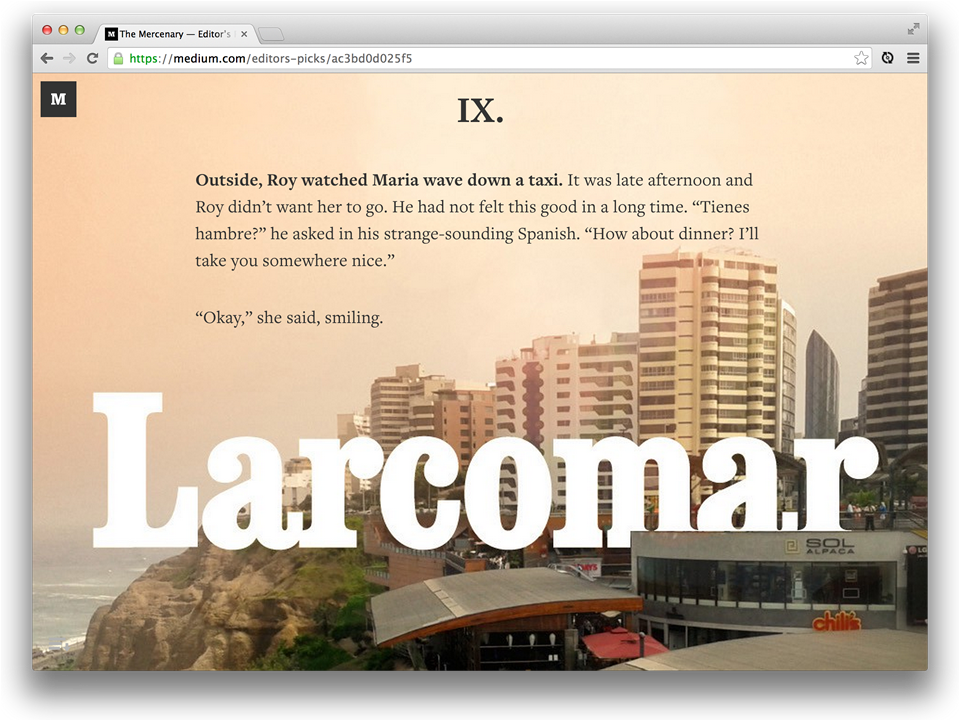 The Mercenary — Editor's
https://medium.com/editors-picks/ac3bd0d025f5
M
IX.
Outside, Roy watched Maria wave down a taxi. It was late afternoon and
Roy didn’t want her to go. He had not felt this good in a long time. “Tienes
hambre?” he asked in his strange-sounding Spanish. “How about dinner? I’ll
take you somewhere nice.”
“Okay,” she said, smiling.
Larcomar
SOL
ALPACA
LG
chili's